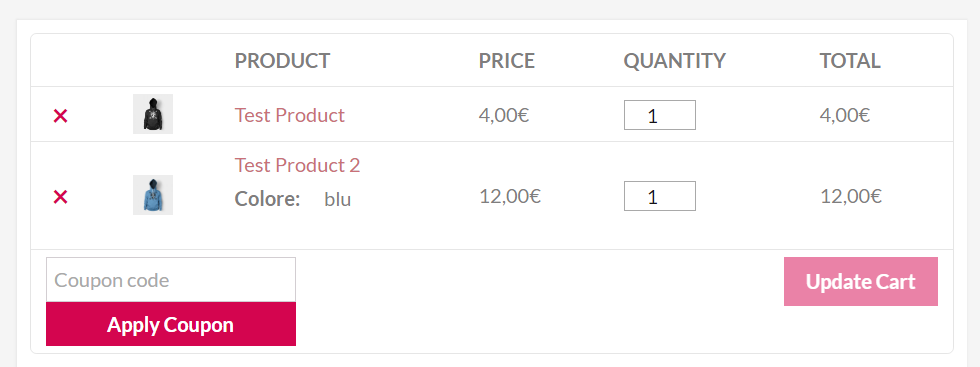 PRODUCT PRICE QUANTITY TOTAL
× Test Product 4,00€ 1 4,00€
Test Product 2
× Colore: blu 12,00€ 1 12,00€
Coupon code
Update Cart
Apply Coupon